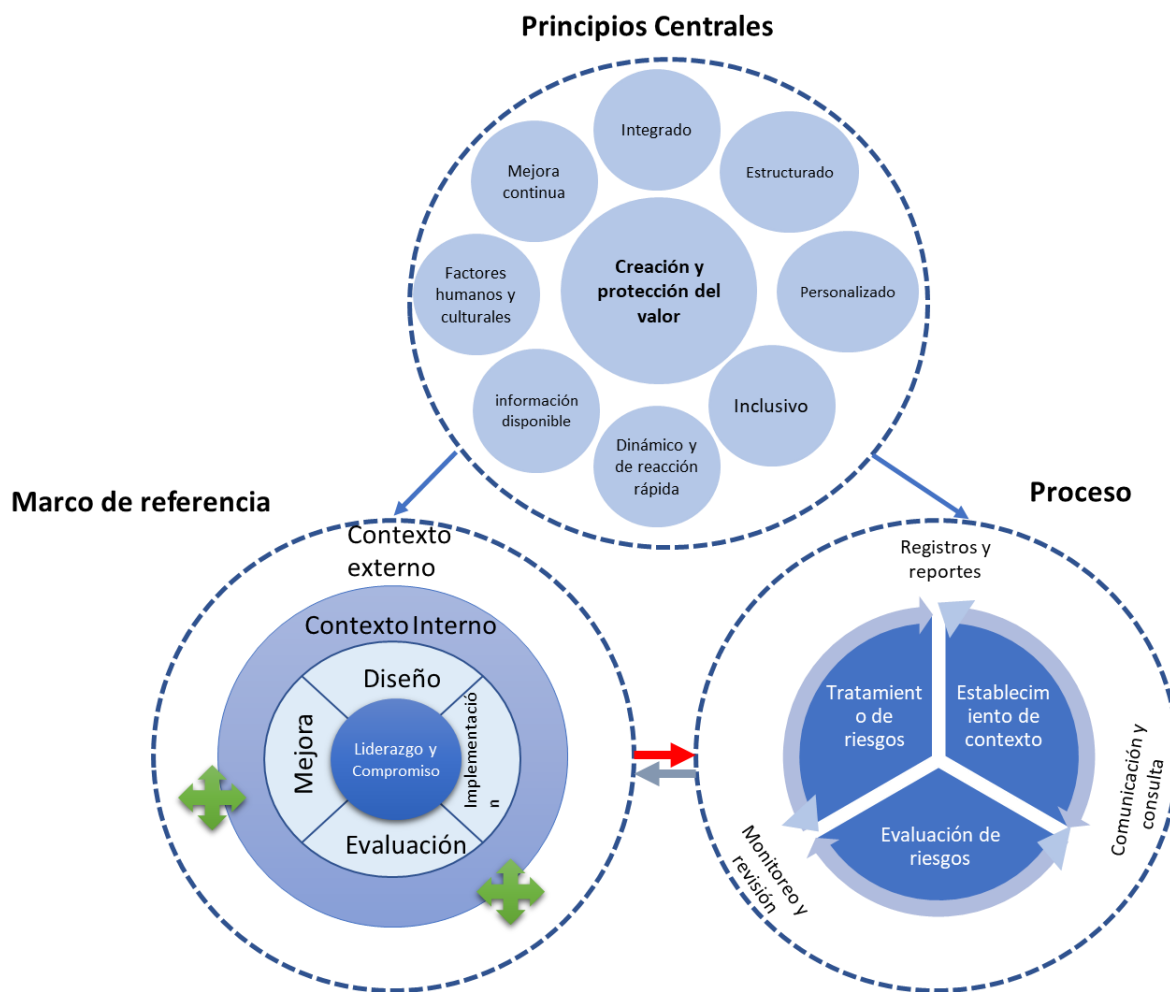 Principios Centrales
Integrado
Mejora
continua
Estructurado
Factores
humanos y
culturales
Creación y
protección del
valor
Personalizado
información
disponible
Inclusivo
Dinámico y
de reacción
rápida
Marco de referencia
Proceso
Contexto
externo
Contexto Interno
Diseño
Mejora
Liderazgo y
Compromiso
Implementació
n
Evaluación
Registros y
reportes
Tratamient
o de
riesgos
Establecim
iento de
contexto
Evaluación de
riesgos
Comunicación y
consulta
Monitoreo y
revisión